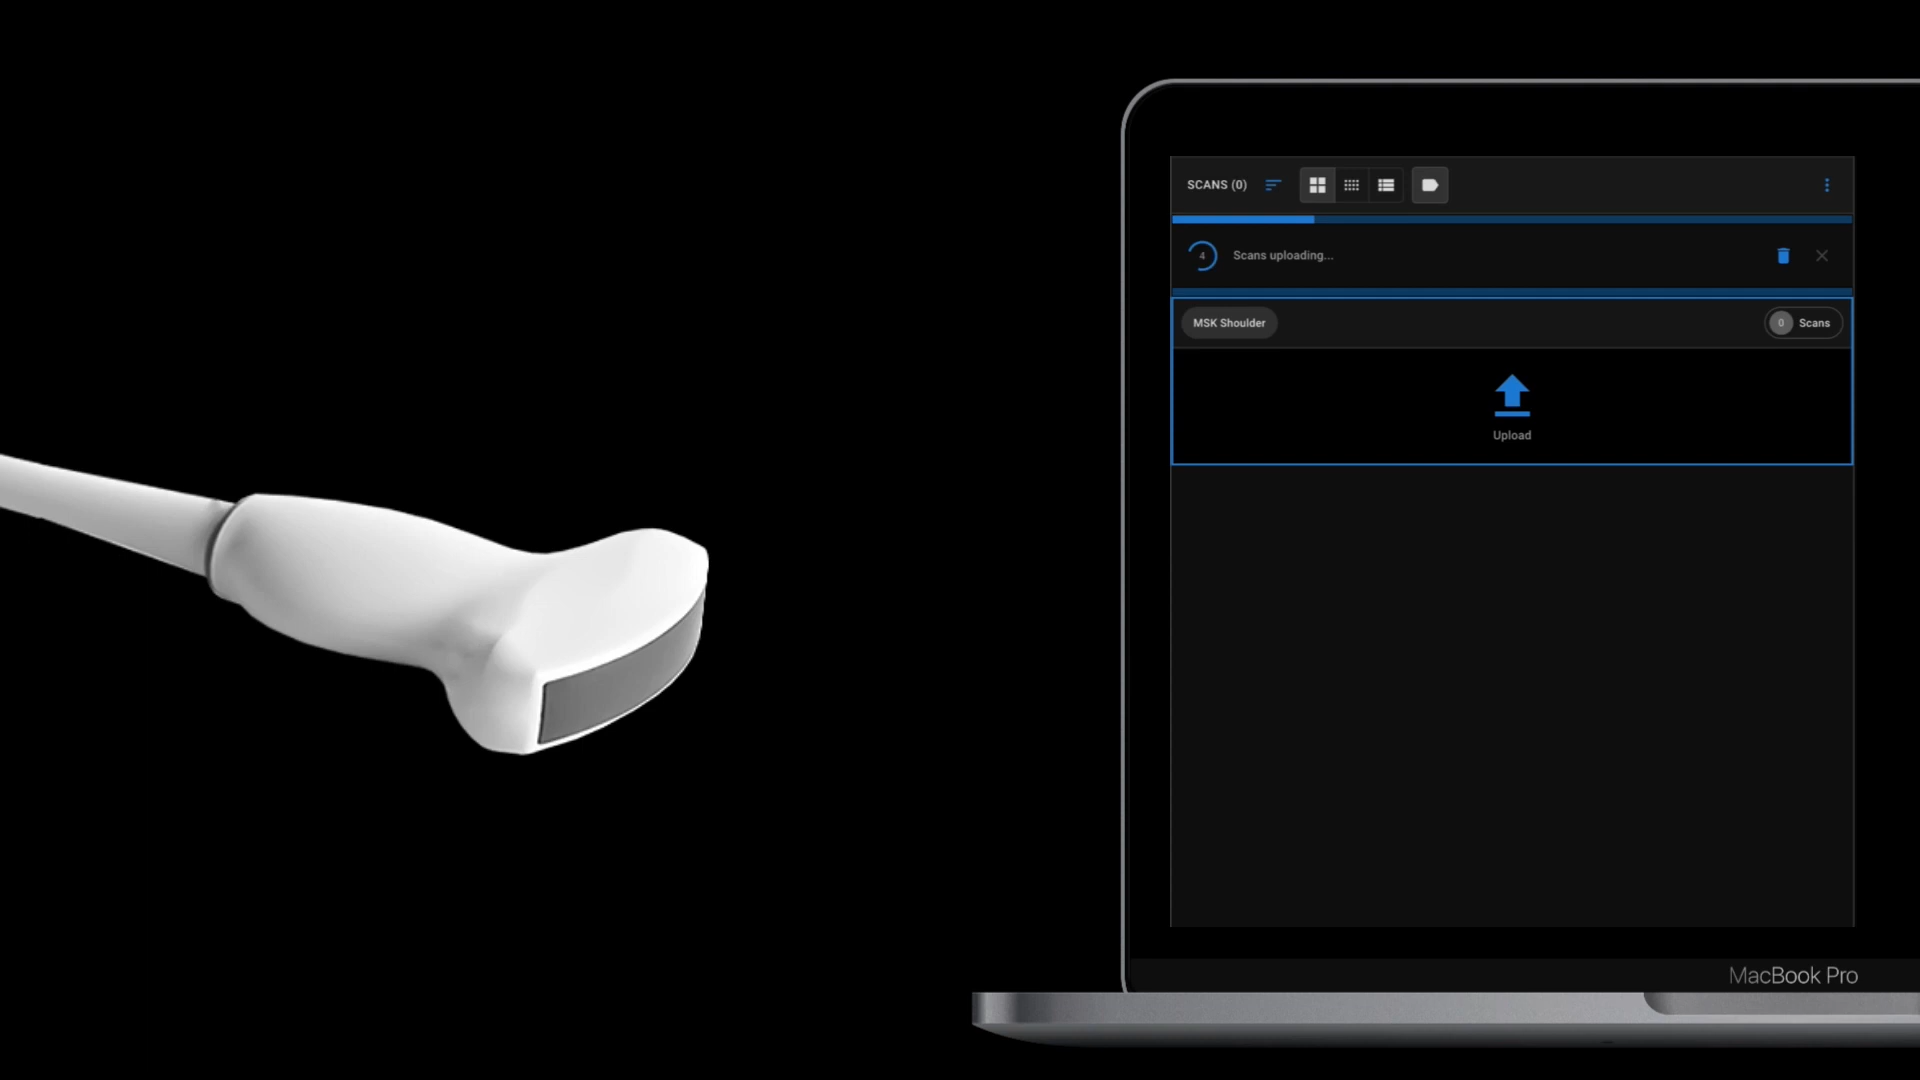 SCANS (0)
4
Scans uploading...
MSK Shoulder
0 Scans
Upload
MacBook Pro